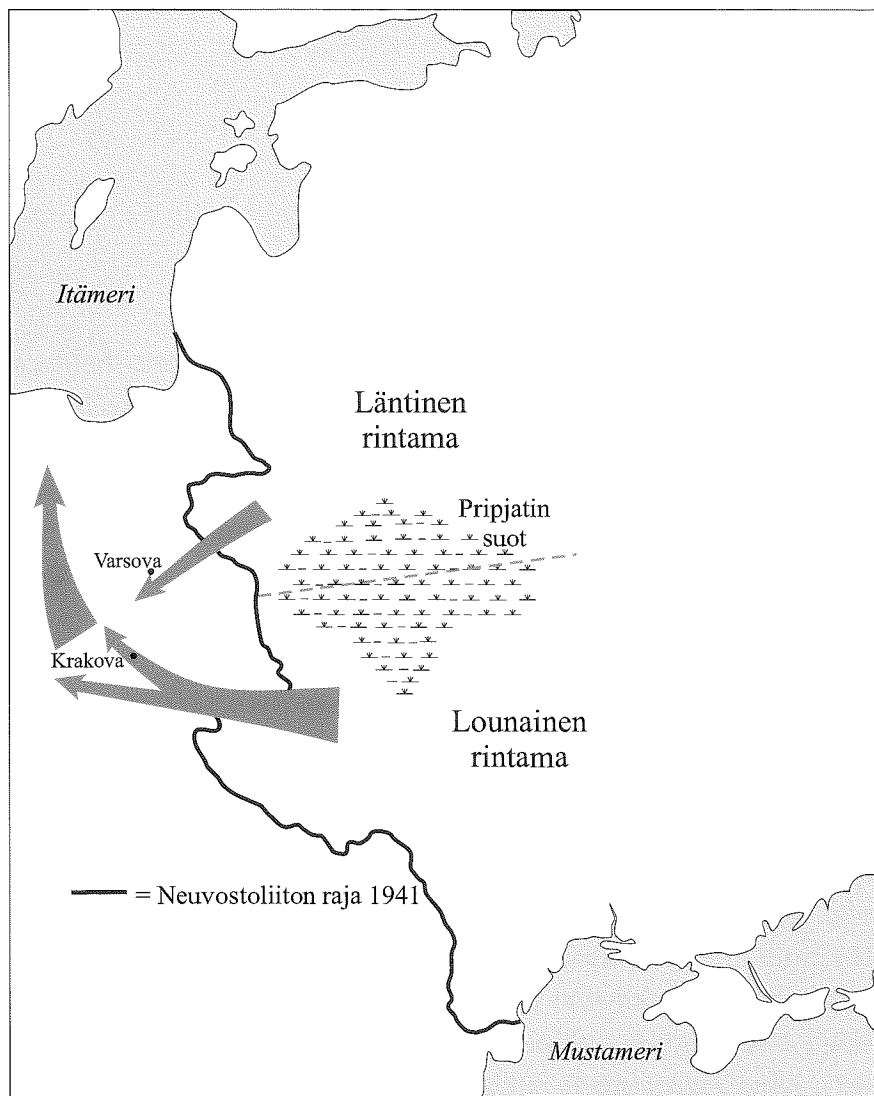 Itämeri
Läntinen
rintama
Pripjatin
suot
Varsova
Krakova
Lounainen
rintama
= Neuvostoliiton raja 1941
Mustameri